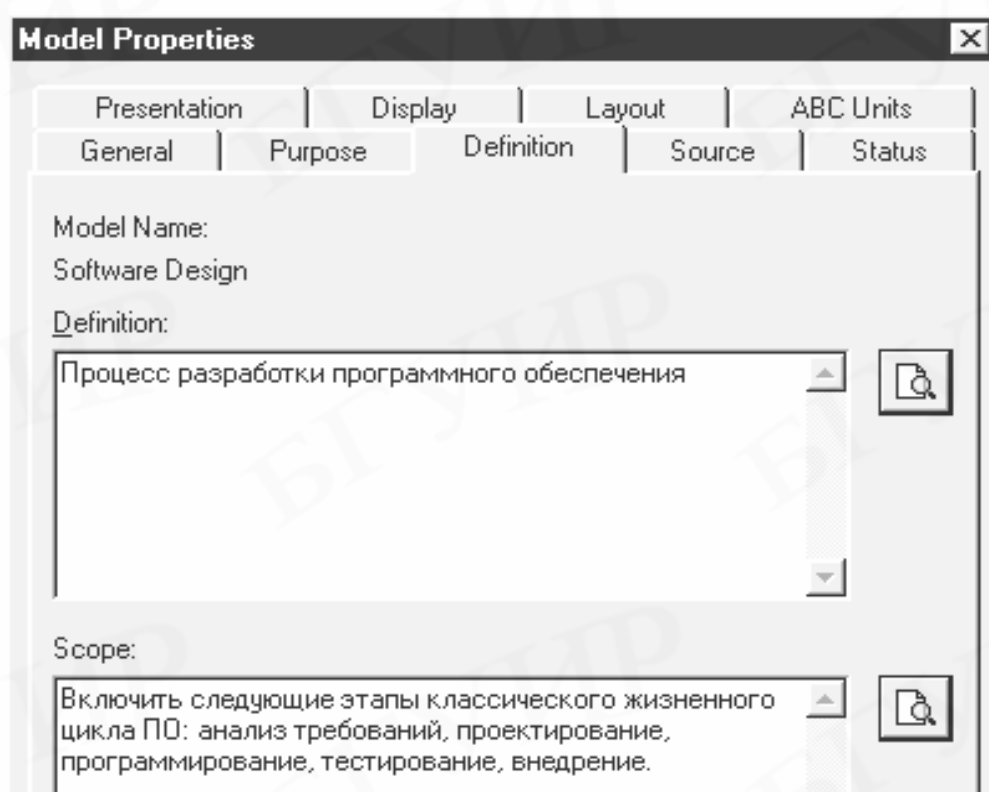 Model Properties
Presentation Display Layout ABC Units
General Purpose Definition Source Status
Model Name:
Software Design
Definition:
Процесс разработки программного обеспечения
Scope:
Включить следующие этапы классического жизненного
цикла ПО: анализ требований, проектирование,
программирование, тестирование, внедрение.
БГУИР